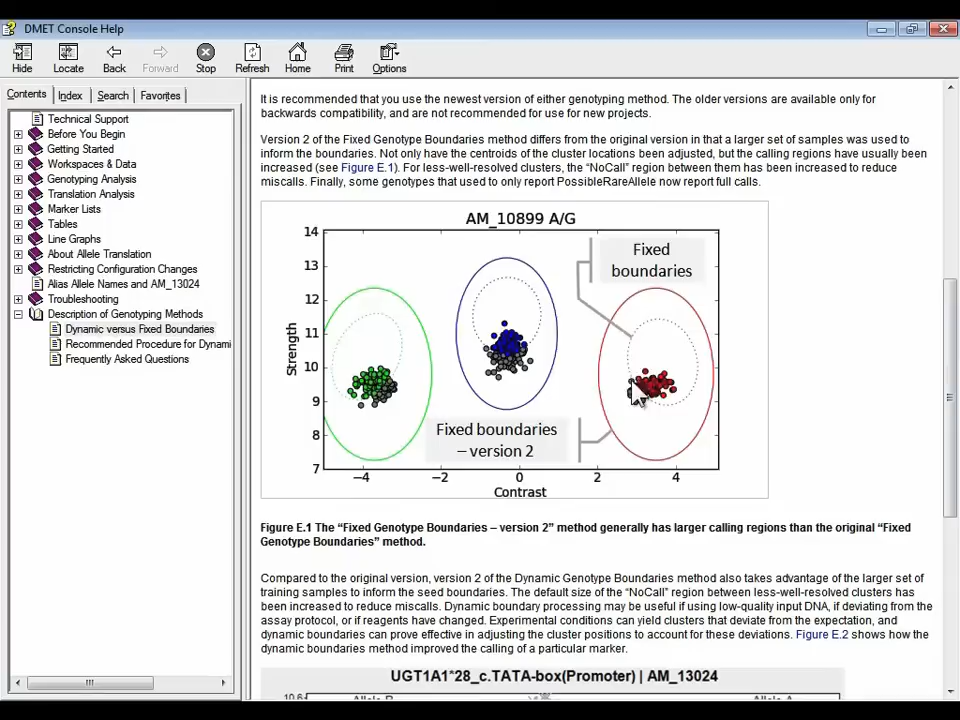 DMET Console Help
Hide Locate Back Forward Stop Refresh Home Print Options
Contents Index Search Favorites
Technical Support
Before You Begin
Getting Started
Workspaces & Data
Genotyping Analysis
Translation Analysis
Marker Lists
Tables
Line Graphs
About Allele Translation
Restricting Configuration Changes
Alias Allele Names and AM_13024
Troubleshooting
Description of Genotyping Methods
Dynamic versus Fixed Boundaries
Recommended Procedure for Dynami
Frequently Asked Questions
It is recommended that you use the newest version of either genotyping method. The older versions are available only for
backwards compatibility, and are not recommended for use for new projects.
Version 2 of the Fixed Genotype Boundaries method differs from the original version in that a larger set of samples was used to
inform the boundaries. Not only have the centroids of the cluster locations been adjusted, but the calling regions have usually been
increased (see Figure E.1). For less-well-resolved clusters, the "NoCall" region between them has been increased to reduce
miscalls. Finally, some genotypes that used to only report PossibleRareAllele now report full calls.
AM_10899 A/G
Fixed
boundaries
Fixed boundaries
– version 2
Strength
14
13
12
11
10
9
8
7
−4 −2 0 2 4
Contrast
Figure E.1 The "Fixed Genotype Boundaries – version 2" method generally has larger calling regions than the original "Fixed
Genotype Boundaries" method.
Compared to the original version, version 2 of the Dynamic Genotype Boundaries method also takes advantage of the larger set of
training samples to inform the seed boundaries. The default size of the "NoCall" region between less-well-resolved clusters has
been increased to reduce miscalls. Dynamic boundary processing may be useful if using low-quality input DNA, if deviating from the
assay protocol, or if reagents have changed. Experimental conditions can yield clusters that deviate from the expectation, and
dynamic boundaries can prove effective in adjusting the cluster positions to account for these deviations. Figure E.2 shows how the
dynamic boundaries method improved the calling of a particular marker.
UGT1A1*28_c.TATA-box(Promoter) | AM_13024